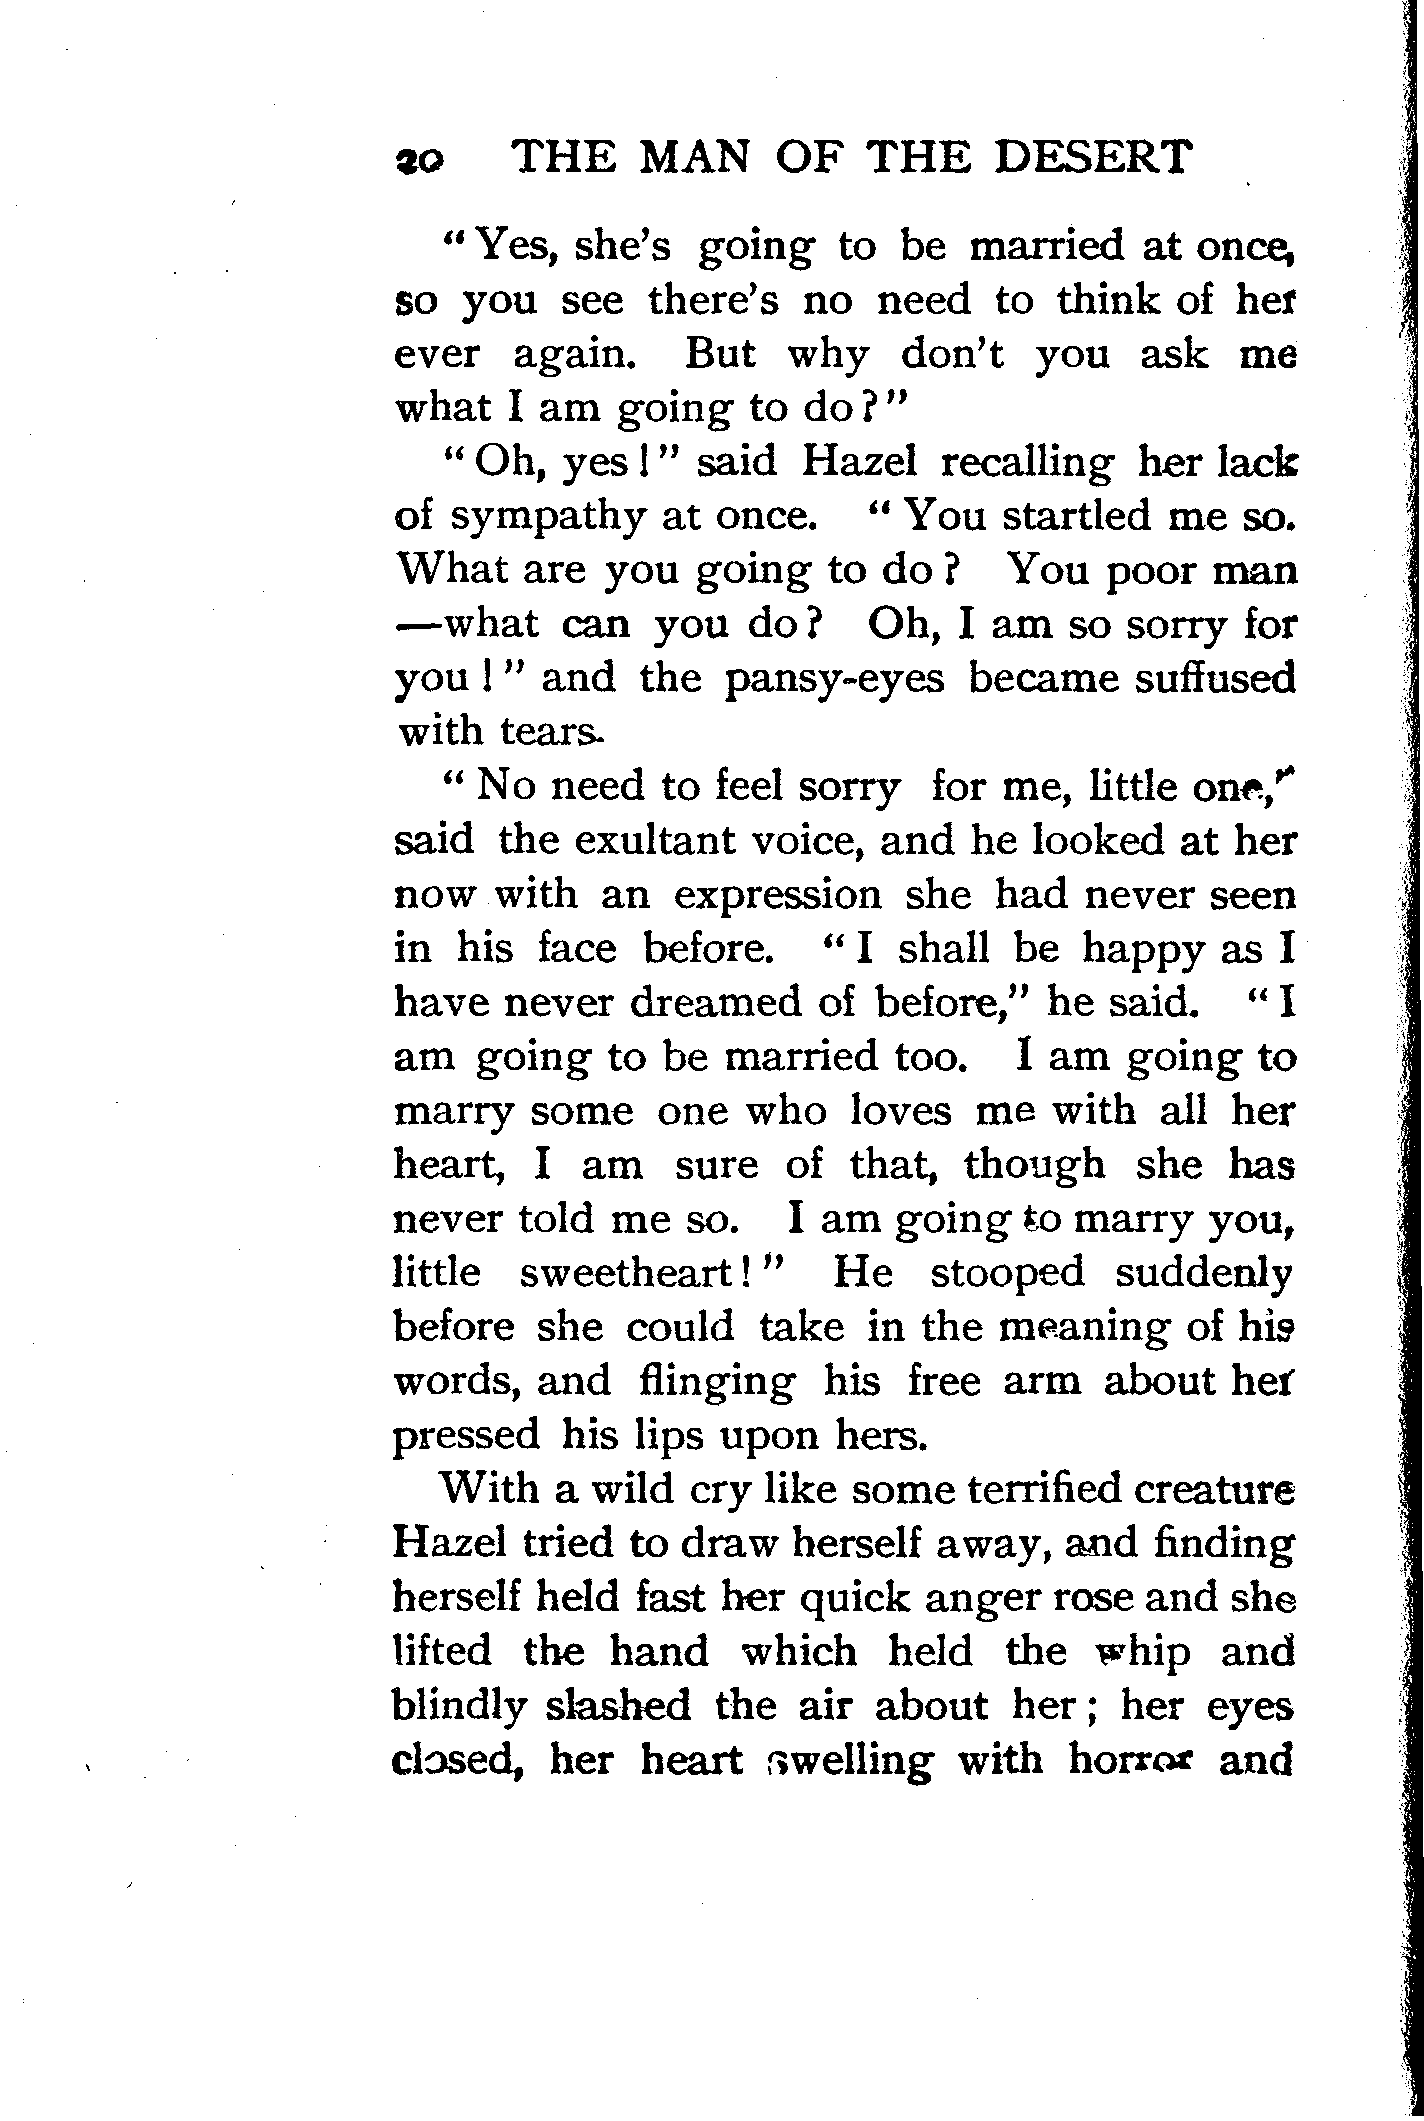 20 THE MAN OF THE DESERT
“Yes, she’s going to be married at once,
so you see there’s no need to think of her
ever again. But why don’t you ask me
what I am going to do?”
“Oh, yes!” said Hazel recalling her lack
of sympathy at once. “You startled me so.
What are you going to do? You poor man
—what can you do? Oh, I am so sorry for
you!” and the pansy-eyes became suffused
with tears.
“No need to feel sorry for me, little one,”
said the exultant voice, and he looked at her
now with an expression she had never seen
in his face before. “I shall be happy as I
have never dreamed of before,” he said. “I
am going to be married too. I am going to
marry some one who loves me with all her
heart, I am sure of that, though she has
never told me so. I am going to marry you,
little sweetheart!” He stooped suddenly
before she could take in the meaning of his
words, and flinging his free arm about her
pressed his lips upon hers.
With a wild cry like some terrified creature
Hazel tried to draw herself away, and finding
herself held fast her quick anger rose and she
lifted the hand which held the whip and
blindly slashed the air about her; her eyes
closed, her heart swelling with horror and